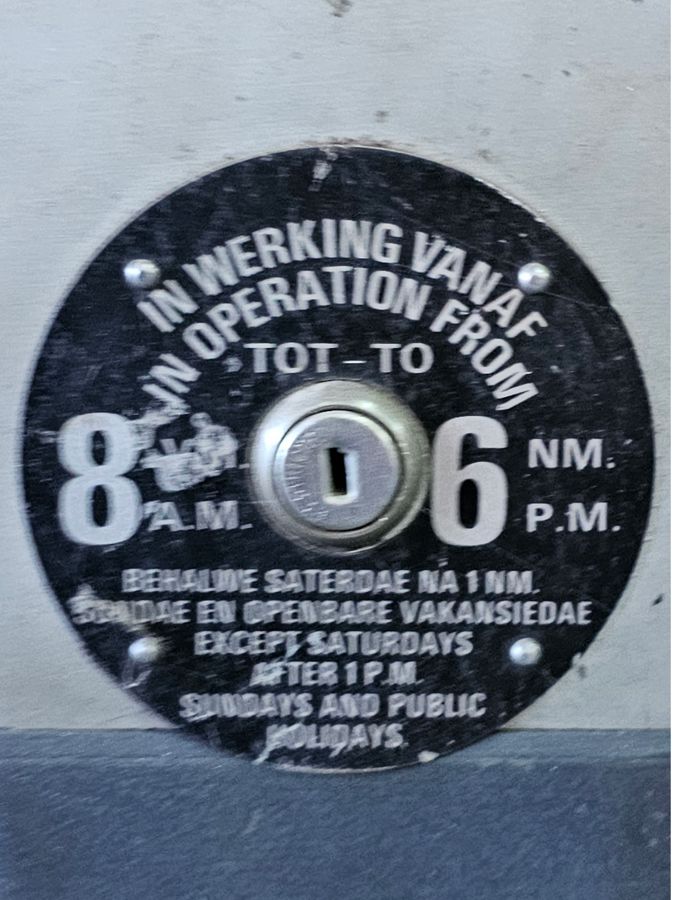 IN WERKING VANAF
IN OPERATION FROM
TOT – TO
8 A.M.
6 NM.
P.M.
BEHALWE SATERDAE NA 1 NM.
SONDAE EN OPENBARE VAKANSIEDAE
EXCEPT SATURDAYS
AFTER 1 P.M.
SUNDAYS AND PUBLIC
HOLIDAYS.